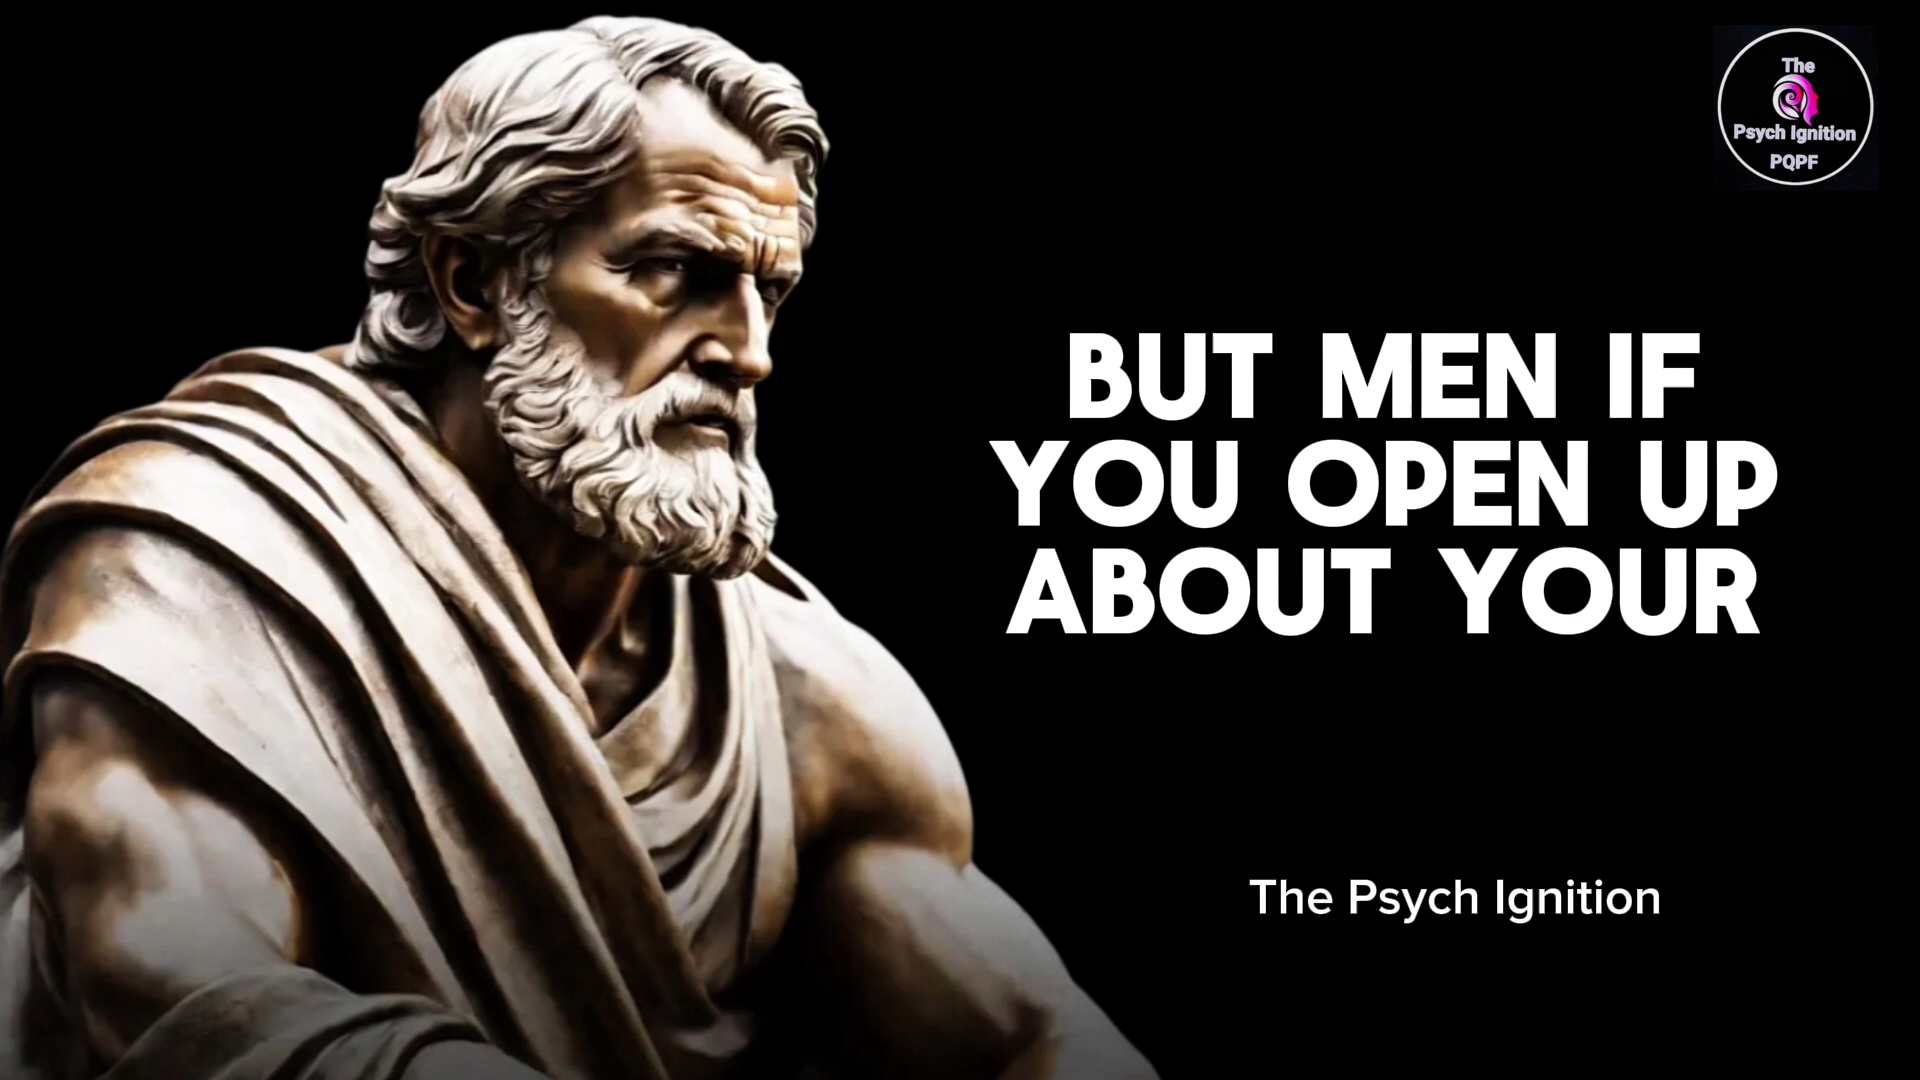 The
Psych Ignition
PQPF
BUT MEN IF
YOU OPEN UP
ABOUT YOUR
The Psych Ignition